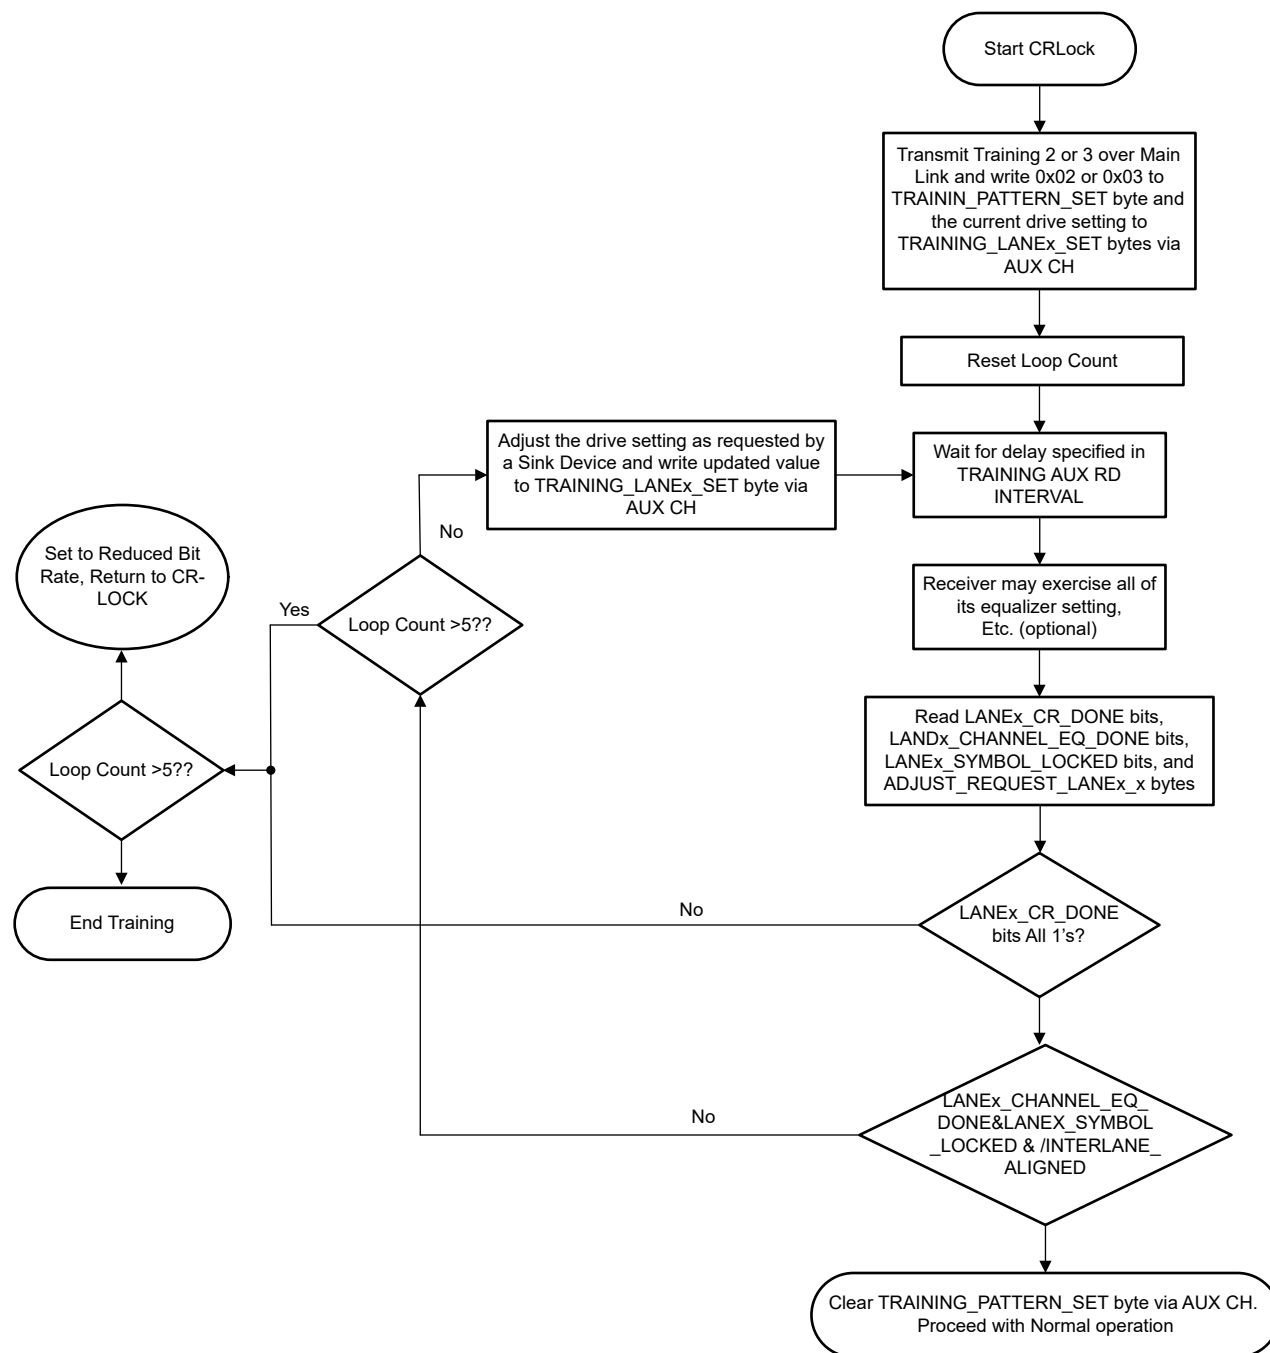 Start CRLock
Transmit Training 2 or 3 over Main
Link and write 0x02 or 0x03 to
TRAININ_PATTERN_SET byte and
the current drive setting to
TRAINING_LANEx_SET bytes via
AUX CH
Reset Loop Count
Adjust the drive setting as requested by
a Sink Device and write updated value
to TRAINING_LANEx_SET byte via
AUX CH
Wait for delay specified in
TRAINING AUX RD
INTERVAL
No
Set to Reduced Bit
Rate, Return to CR-
LOCK
Yes
Loop Count >5??
Receiver may exercise all of
its equalizer setting,
Etc. (optional)
Loop Count >5??
Read LANEx_CR_DONE bits,
LANDx_CHANNEL_EQ_DONE bits,
LANEx_SYMBOL_LOCKED bits, and
ADJUST_REQUEST_LANEx_x bytes
End Training
No
LANEx_CR_DONE
bits All 1's?
No
LANEx_CHANNEL_EQ_
DONE&LANEX_SYMBOL
_LOCKED & /INTERLANE_
ALIGNED
Clear TRAINING_PATTERN_SET byte via AUX CH.
Proceed with Normal operation